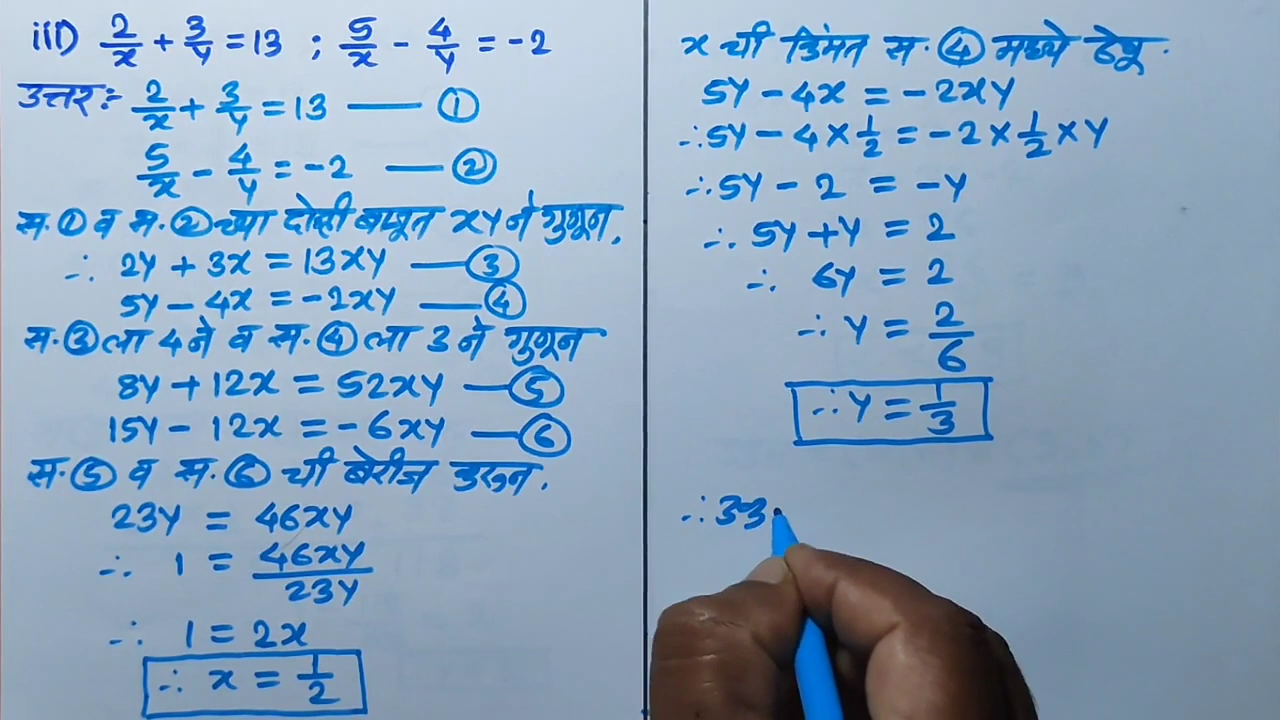 iii) 2/x + 3/y = 13 ; 5/x - 4/y = -2
उत्तरः- 2/x + 3/y = 13 —— ①
5/x - 4/y = -2 —— ②
स.① व स.② च्या दोन्ही बाजूत xy ने गुणून.
∴ 2y + 3x = 13xy —— ③
5y - 4x = -2xy —— ④
स.③ ला 4 ने व स.④ ला 3 ने गुणून
8y + 12x = 52xy —— ⑤
15y - 12x = -6xy —— ⑥
स.⑤ व स.⑥ ची बेरीज करून.
23y = 46xy
∴ 1 = 46xy/23y
∴ 1 = 2x
∴ x = 1/2
x ची किंमत स.④ मध्ये ठेवू.
5y - 4x = -2xy
∴ 5y - 4 × 1/2 = -2 × 1/2 × y
∴ 5y - 2 = -y
∴ 5y + y = 2
∴ 6y = 2
∴ y = 2/6
∴ y = 1/3